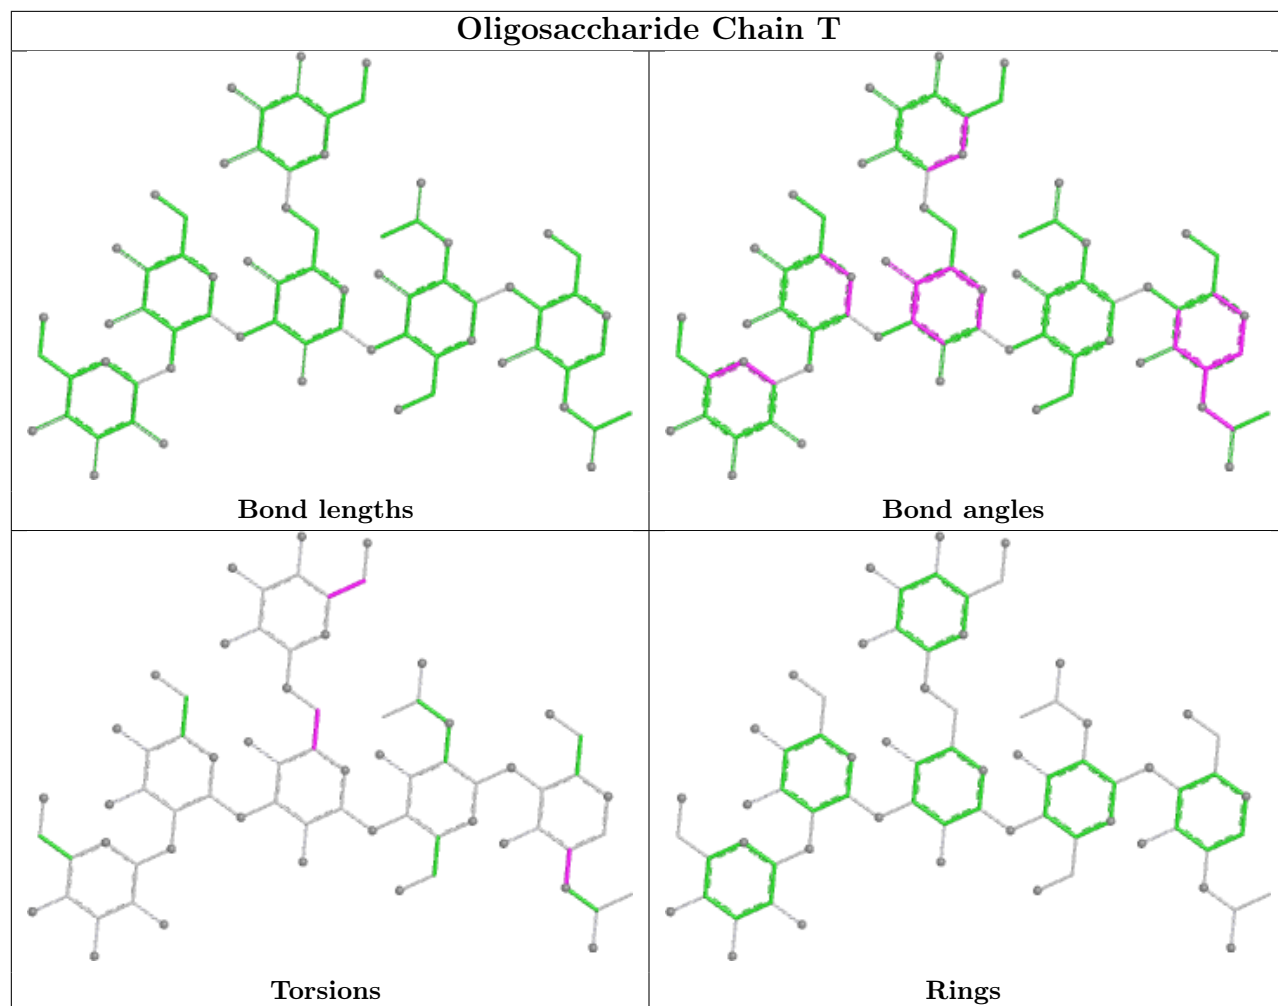 Oligosaccharide Chain T
Bond lengths
Bond angles
Torsions
Rings